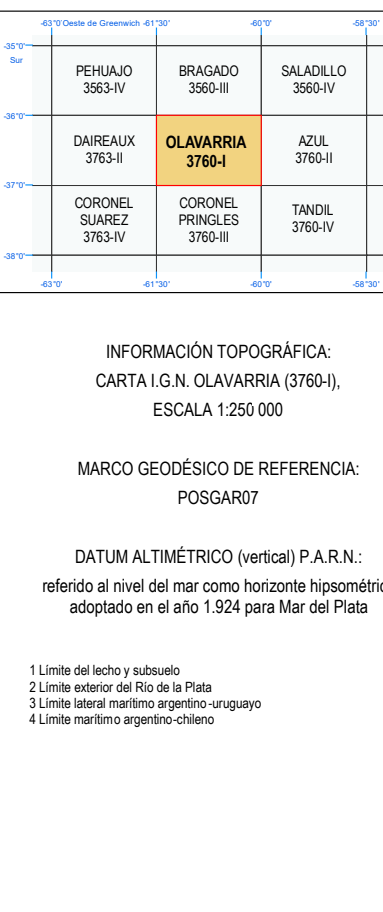 -63°0' Oeste de Greenwich -61°30' -60°0' -58°30'
-35°0'
Sur
PEHUAJO BRAGADO SALADILLO
3563-IV 3560-III 3560-IV
-36°0'
DAIREAUX OLAVARRIA AZUL
3763-II 3760-I 3760-II
-37°0'
CORONEL CORONEL TANDIL
SUAREZ PRINGLES 3760-IV
3763-IV 3760-III
-38°0'
-63°0' -61°30' -60°0' -58°30'
INFORMACIÓN TOPOGRÁFICA:
CARTA I.G.N. OLAVARRIA (3760-I),
ESCALA 1:250 000
MARCO GEODÉSICO DE REFERENCIA:
POSGAR07
DATUM ALTIMÉTRICO (vertical) P.A.R.N.:
referido al nivel del mar como horizonte hipsométric
adoptado en el año 1.924 para Mar del Plata
1 Límite del lecho y subsuelo
2 Límite exterior del Río de la Plata
3 Límite lateral marítimo argentino-uruguayo
4 Límite marítimo argentino-chileno